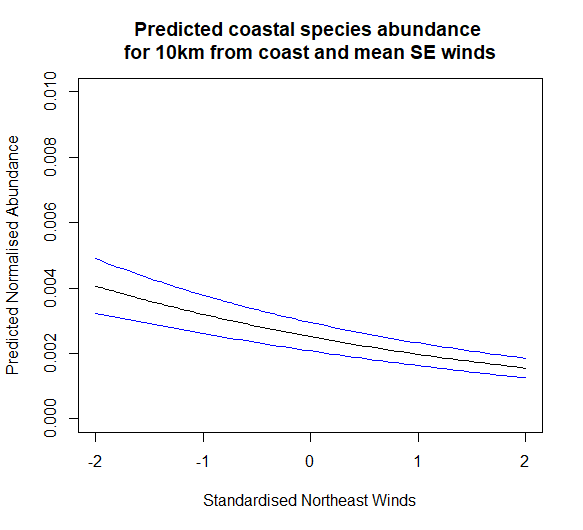 Predicted coastal species abundance
for 10km from coast and mean SE winds
Predicted Normalised Abundance
0.010
0.008
0.006
0.004
0.002
0.000
-2
-1
0
1
2
Standardised Northeast Winds